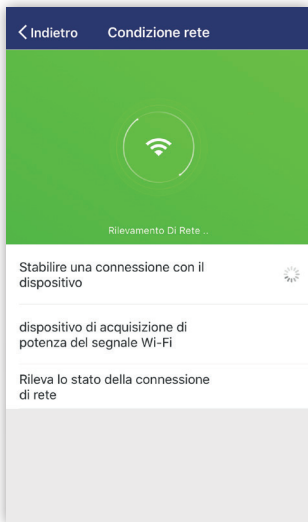 Indietro Condizione rete
Rilevamento Di Rete ..
Stabilire una connessione con il
dispositivo
dispositivo di acquisizione di
potenza del segnale Wi-Fi
Rileva lo stato della connessione
di rete